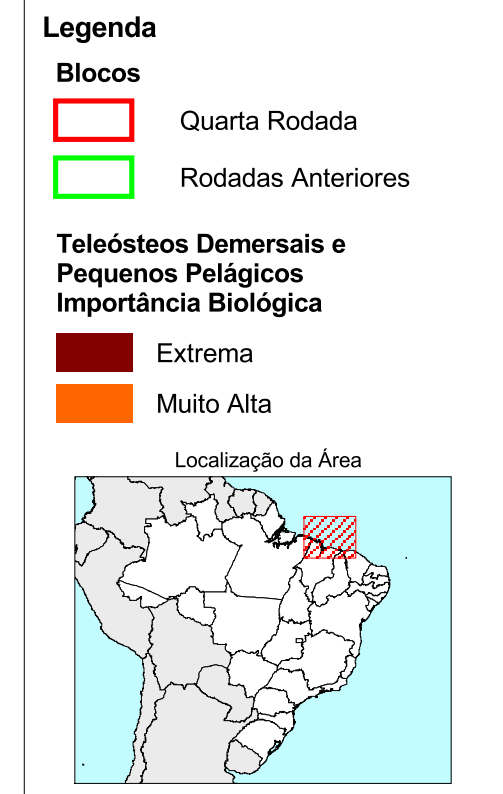 Legenda
Blocos
Quarta Rodada
Rodadas Anteriores
Teleósteos Demersais e
Pequenos Pelágicos
Importância Biológica
Extrema
Muito Alta
Localização da Área